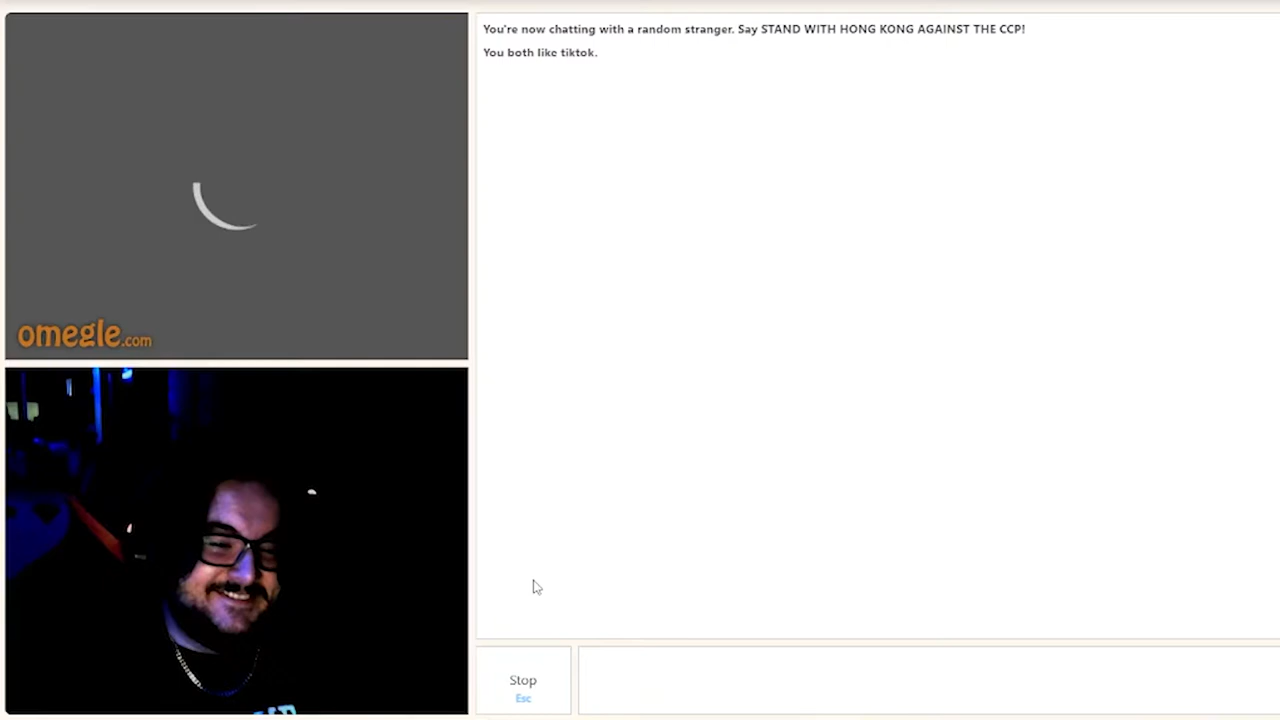 You're now chatting with a random stranger. Say STAND WITH HONG KONG AGAINST THE CCP!
You both like tiktok.
omegle.com
Stop
Esc